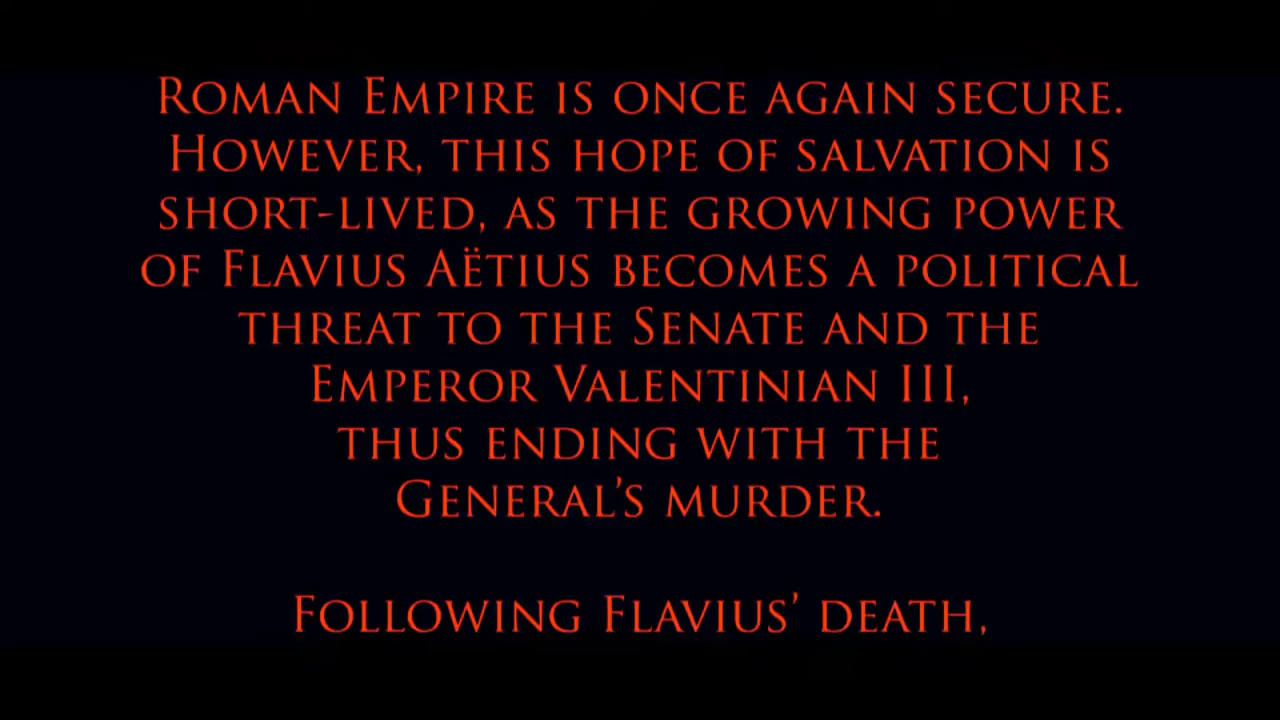 Roman Empire is once again secure.
However, this hope of salvation is
short-lived, as the growing power
of Flavius Aëtius becomes a political
threat to the Senate and the
Emperor Valentinian III,
thus ending with the
General’s murder.
Following Flavius’ death,